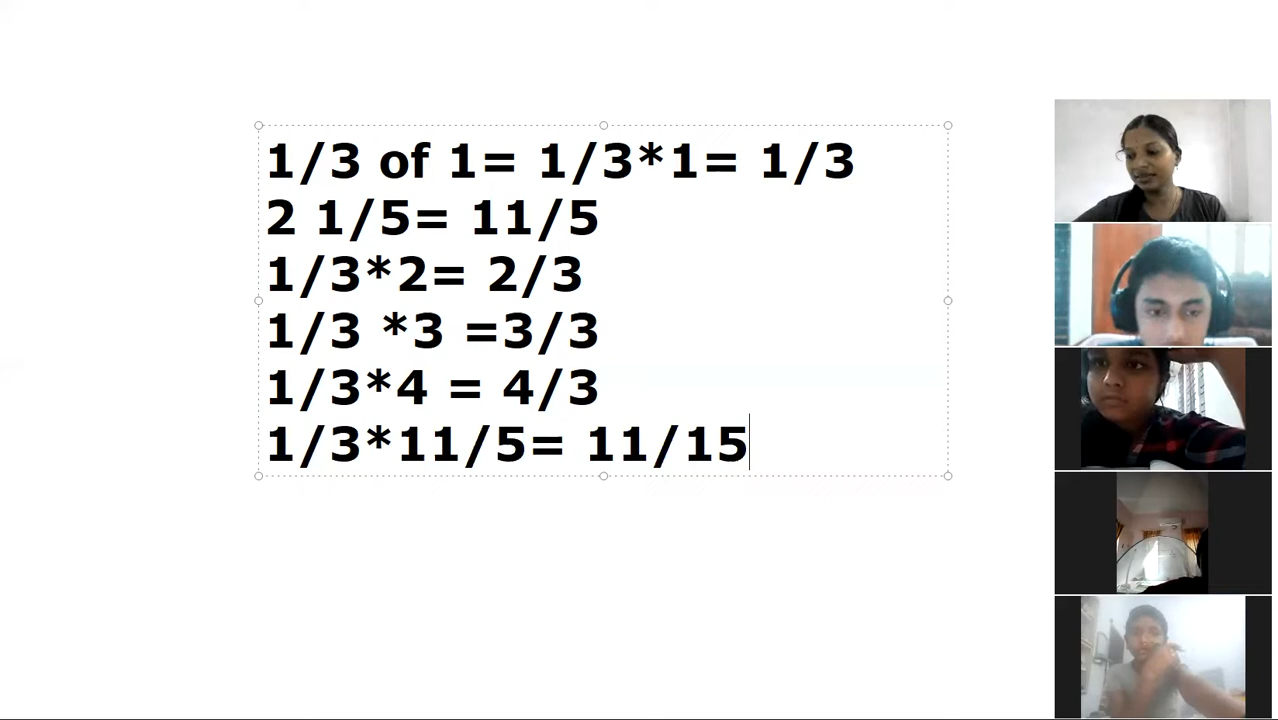 1/3 of 1= 1/3*1= 1/3
2 1/5= 11/5
1/3*2= 2/3
1/3 *3 =3/3
1/3*4 = 4/3
1/3*11/5= 11/15